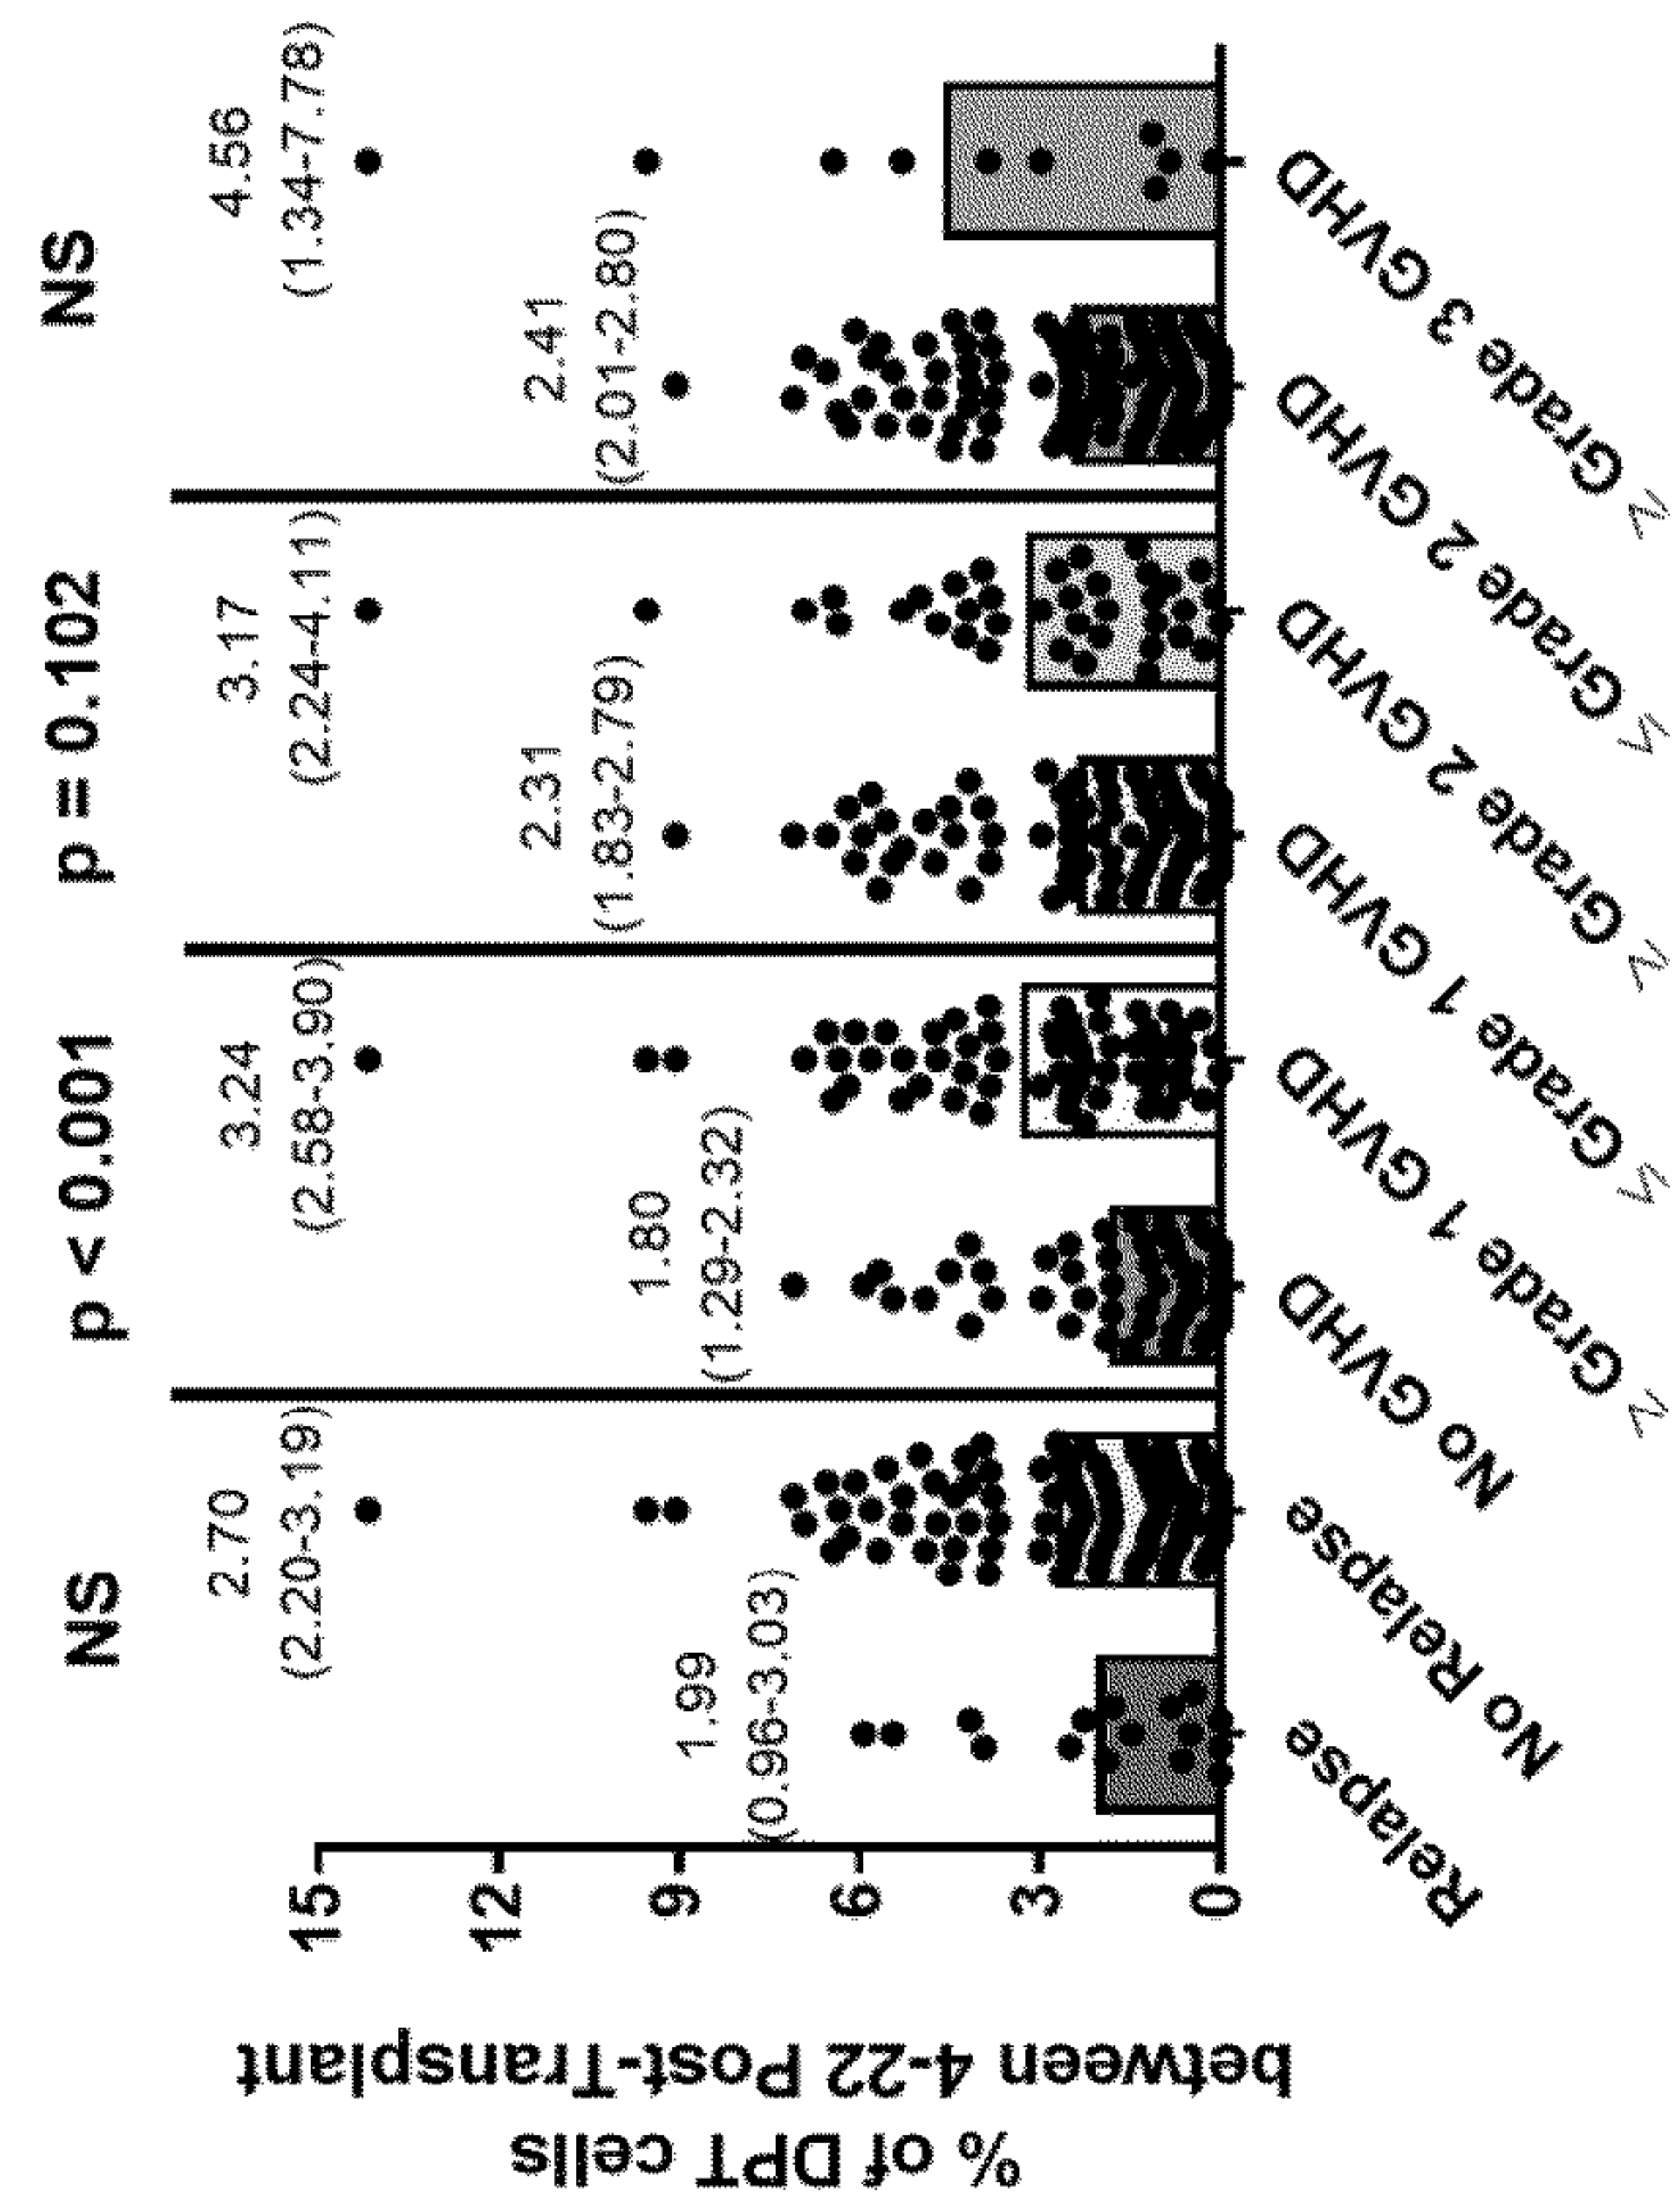 NS
p < 0.001
p = 0.102
NS
2.70
(2.20-3.19)
3.24
(2.58-3.90)
3.17
(2.24-4.11)
4.56
(1.34-7.78)
1.99
(0.96-3.03)
1.80
(1.29-2.32)
2.31
(1.83-2.79)
2.41
(2.01-2.80)
% of DPT cells
between 4-22 Post-Transplant
15
12
9
6
3
0
Relapse
No Relapse
No GVHD
≥ Grade 1 GVHD
≤ Grade 1 GVHD
≥ Grade 2 GVHD
≤ Grade 2 GVHD
≥ Grade 3 GVHD